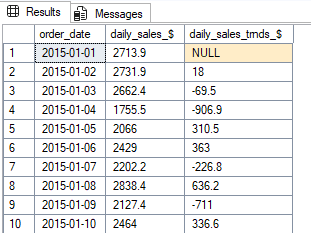 Results Messages
order_date daily_sales_$ daily_sales_trnds_$
1 2015-01-01 2713.9 NULL
2 2015-01-02 2731.9 18
3 2015-01-03 2662.4 -69.5
4 2015-01-04 1755.5 -906.9
5 2015-01-05 2066 310.5
6 2015-01-06 2429 363
7 2015-01-07 2202.2 -226.8
8 2015-01-08 2838.4 636.2
9 2015-01-09 2127.4 -711
10 2015-01-10 2464 336.6